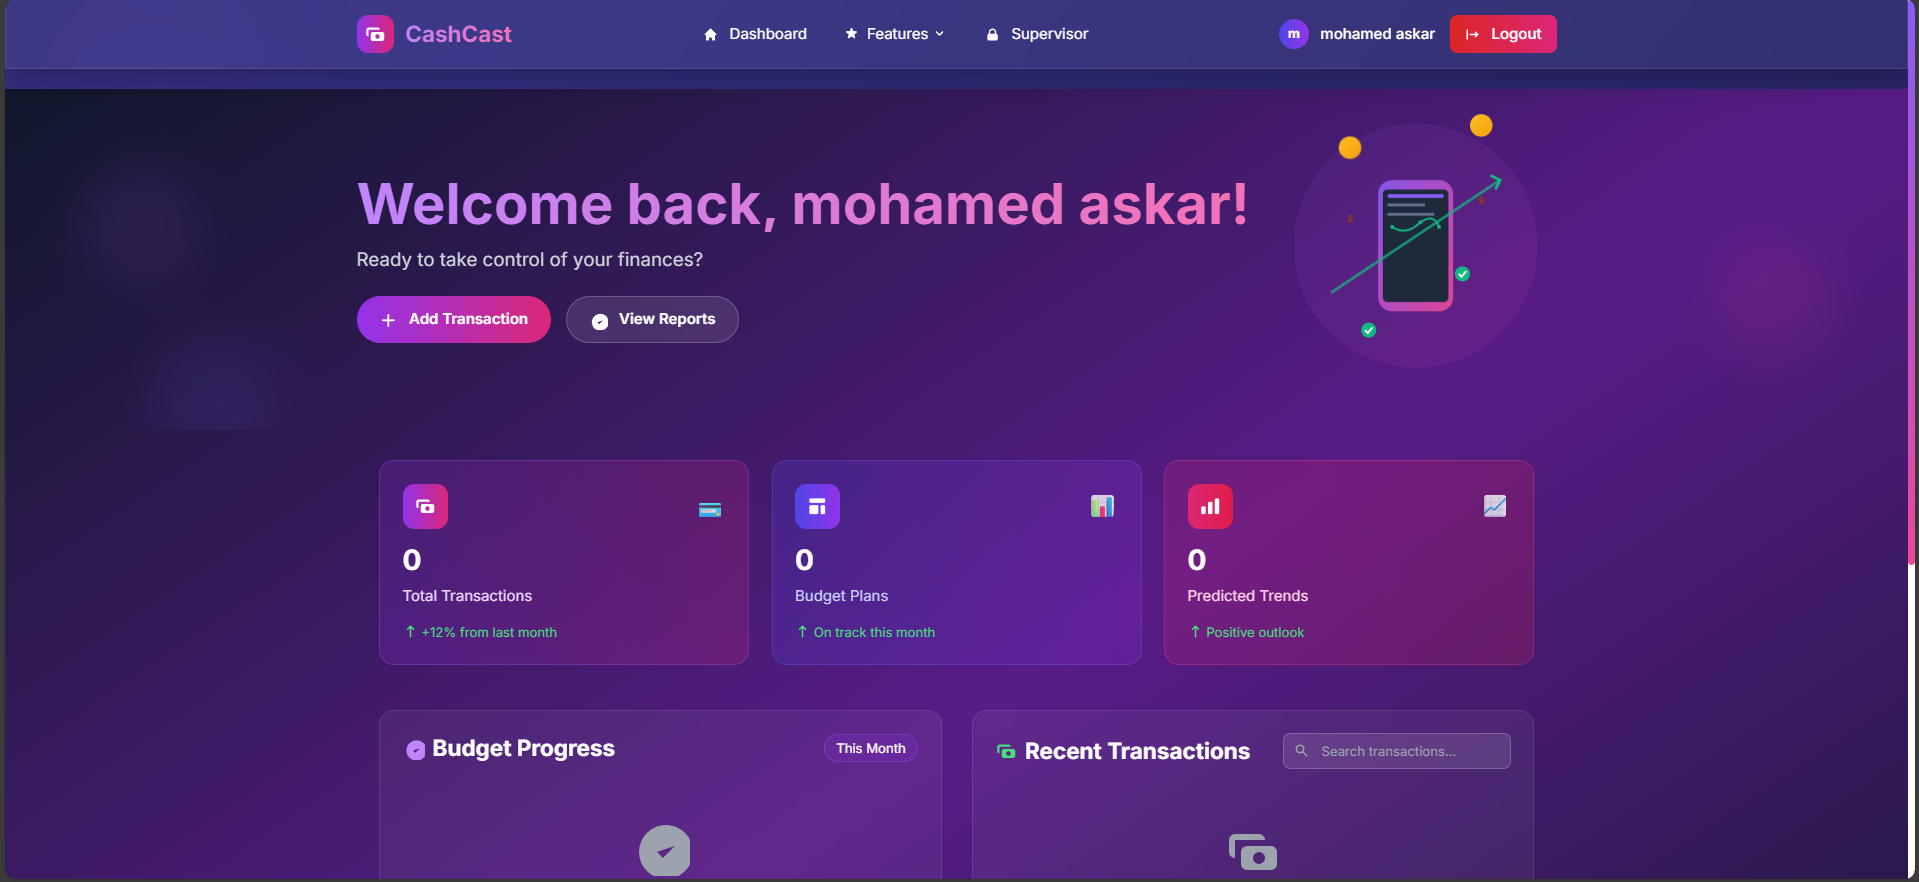 CashCast
Dashboard
Features
Supervisor
m
mohamed askar
Logout
Welcome back, mohamed askar!
Ready to take control of your finances?
Add Transaction
View Reports
$
$
0
Total Transactions
↑ +12% from last month
0
Budget Plans
↑ On track this month
0
Predicted Trends
↑ Positive outlook
Budget Progress
This Month
Recent Transactions
Search transactions...